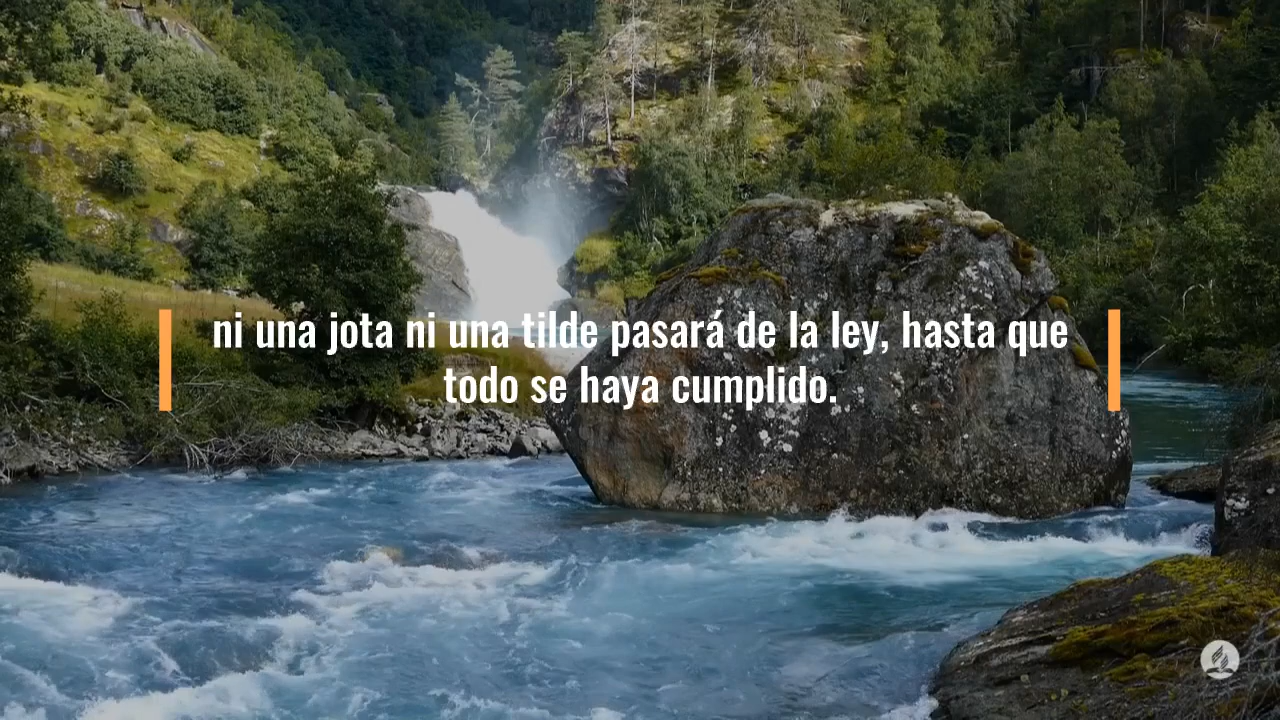 ni una jota ni una tilde pasará de la ley, hasta que
todo se haya cumplido.